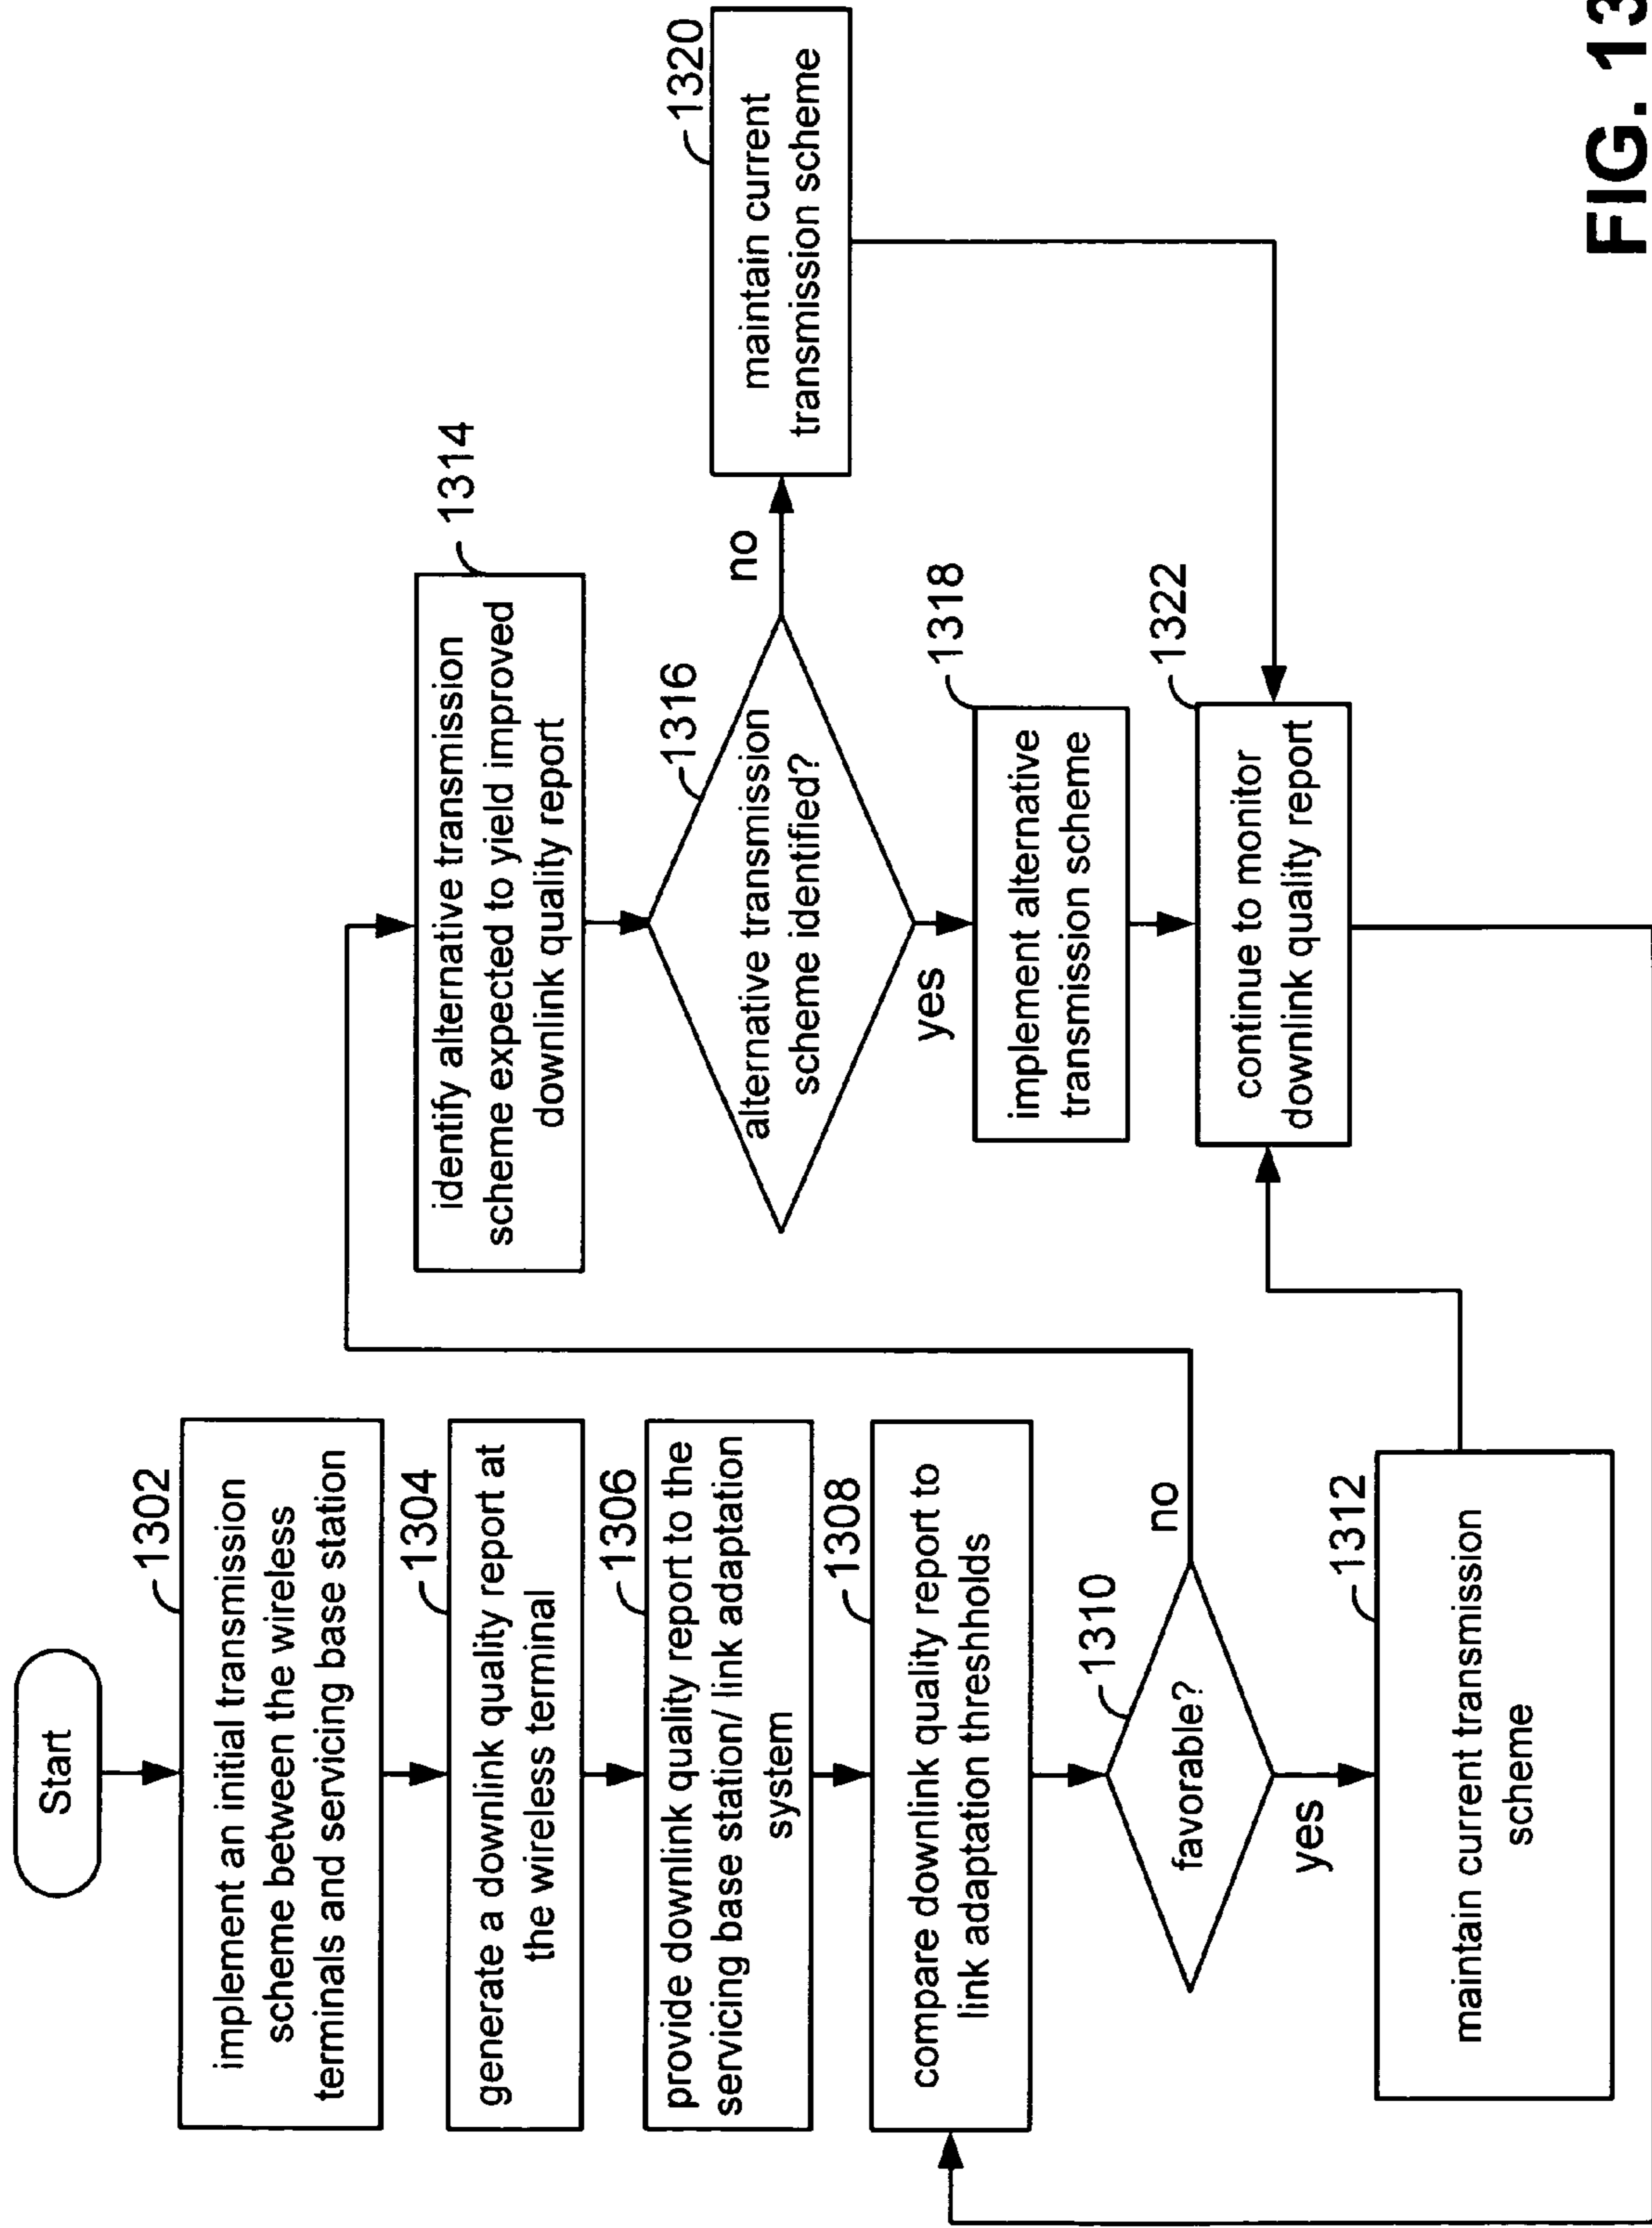 Start
1302
implement an initial transmission
scheme between the wireless
terminals and servicing base station
1304
generate a downlink quality report at
the wireless terminal
1306
provide downlink quality report to the
servicing base station/ link adaptation
system
1308
compare downlink quality report to
link adaptation threshholds
1310
favorable?
no
yes
1312
maintain current transmission
scheme
1314
identify alternative transmission
scheme expected to yield improved
downlink quality report
1316
alternative transmission
scheme identified?
no
yes
1318
implement alternative
transmission scheme
1320
maintain current
transmission scheme
1322
continue to monitor
downlink quality report
FIG. 13